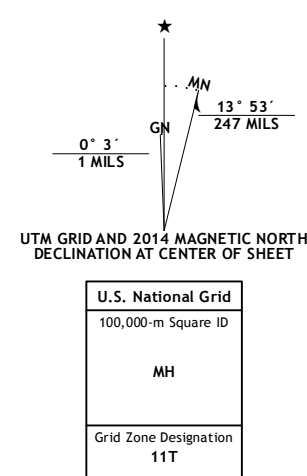 ★
MN
GN
0° 3´
1 MILS
13° 53´
247 MILS
UTM GRID AND 2014 MAGNETIC NORTH
DECLINATION AT CENTER OF SHEET
U.S. National Grid
100,000-m Square ID
MH
Grid Zone Designation
11T